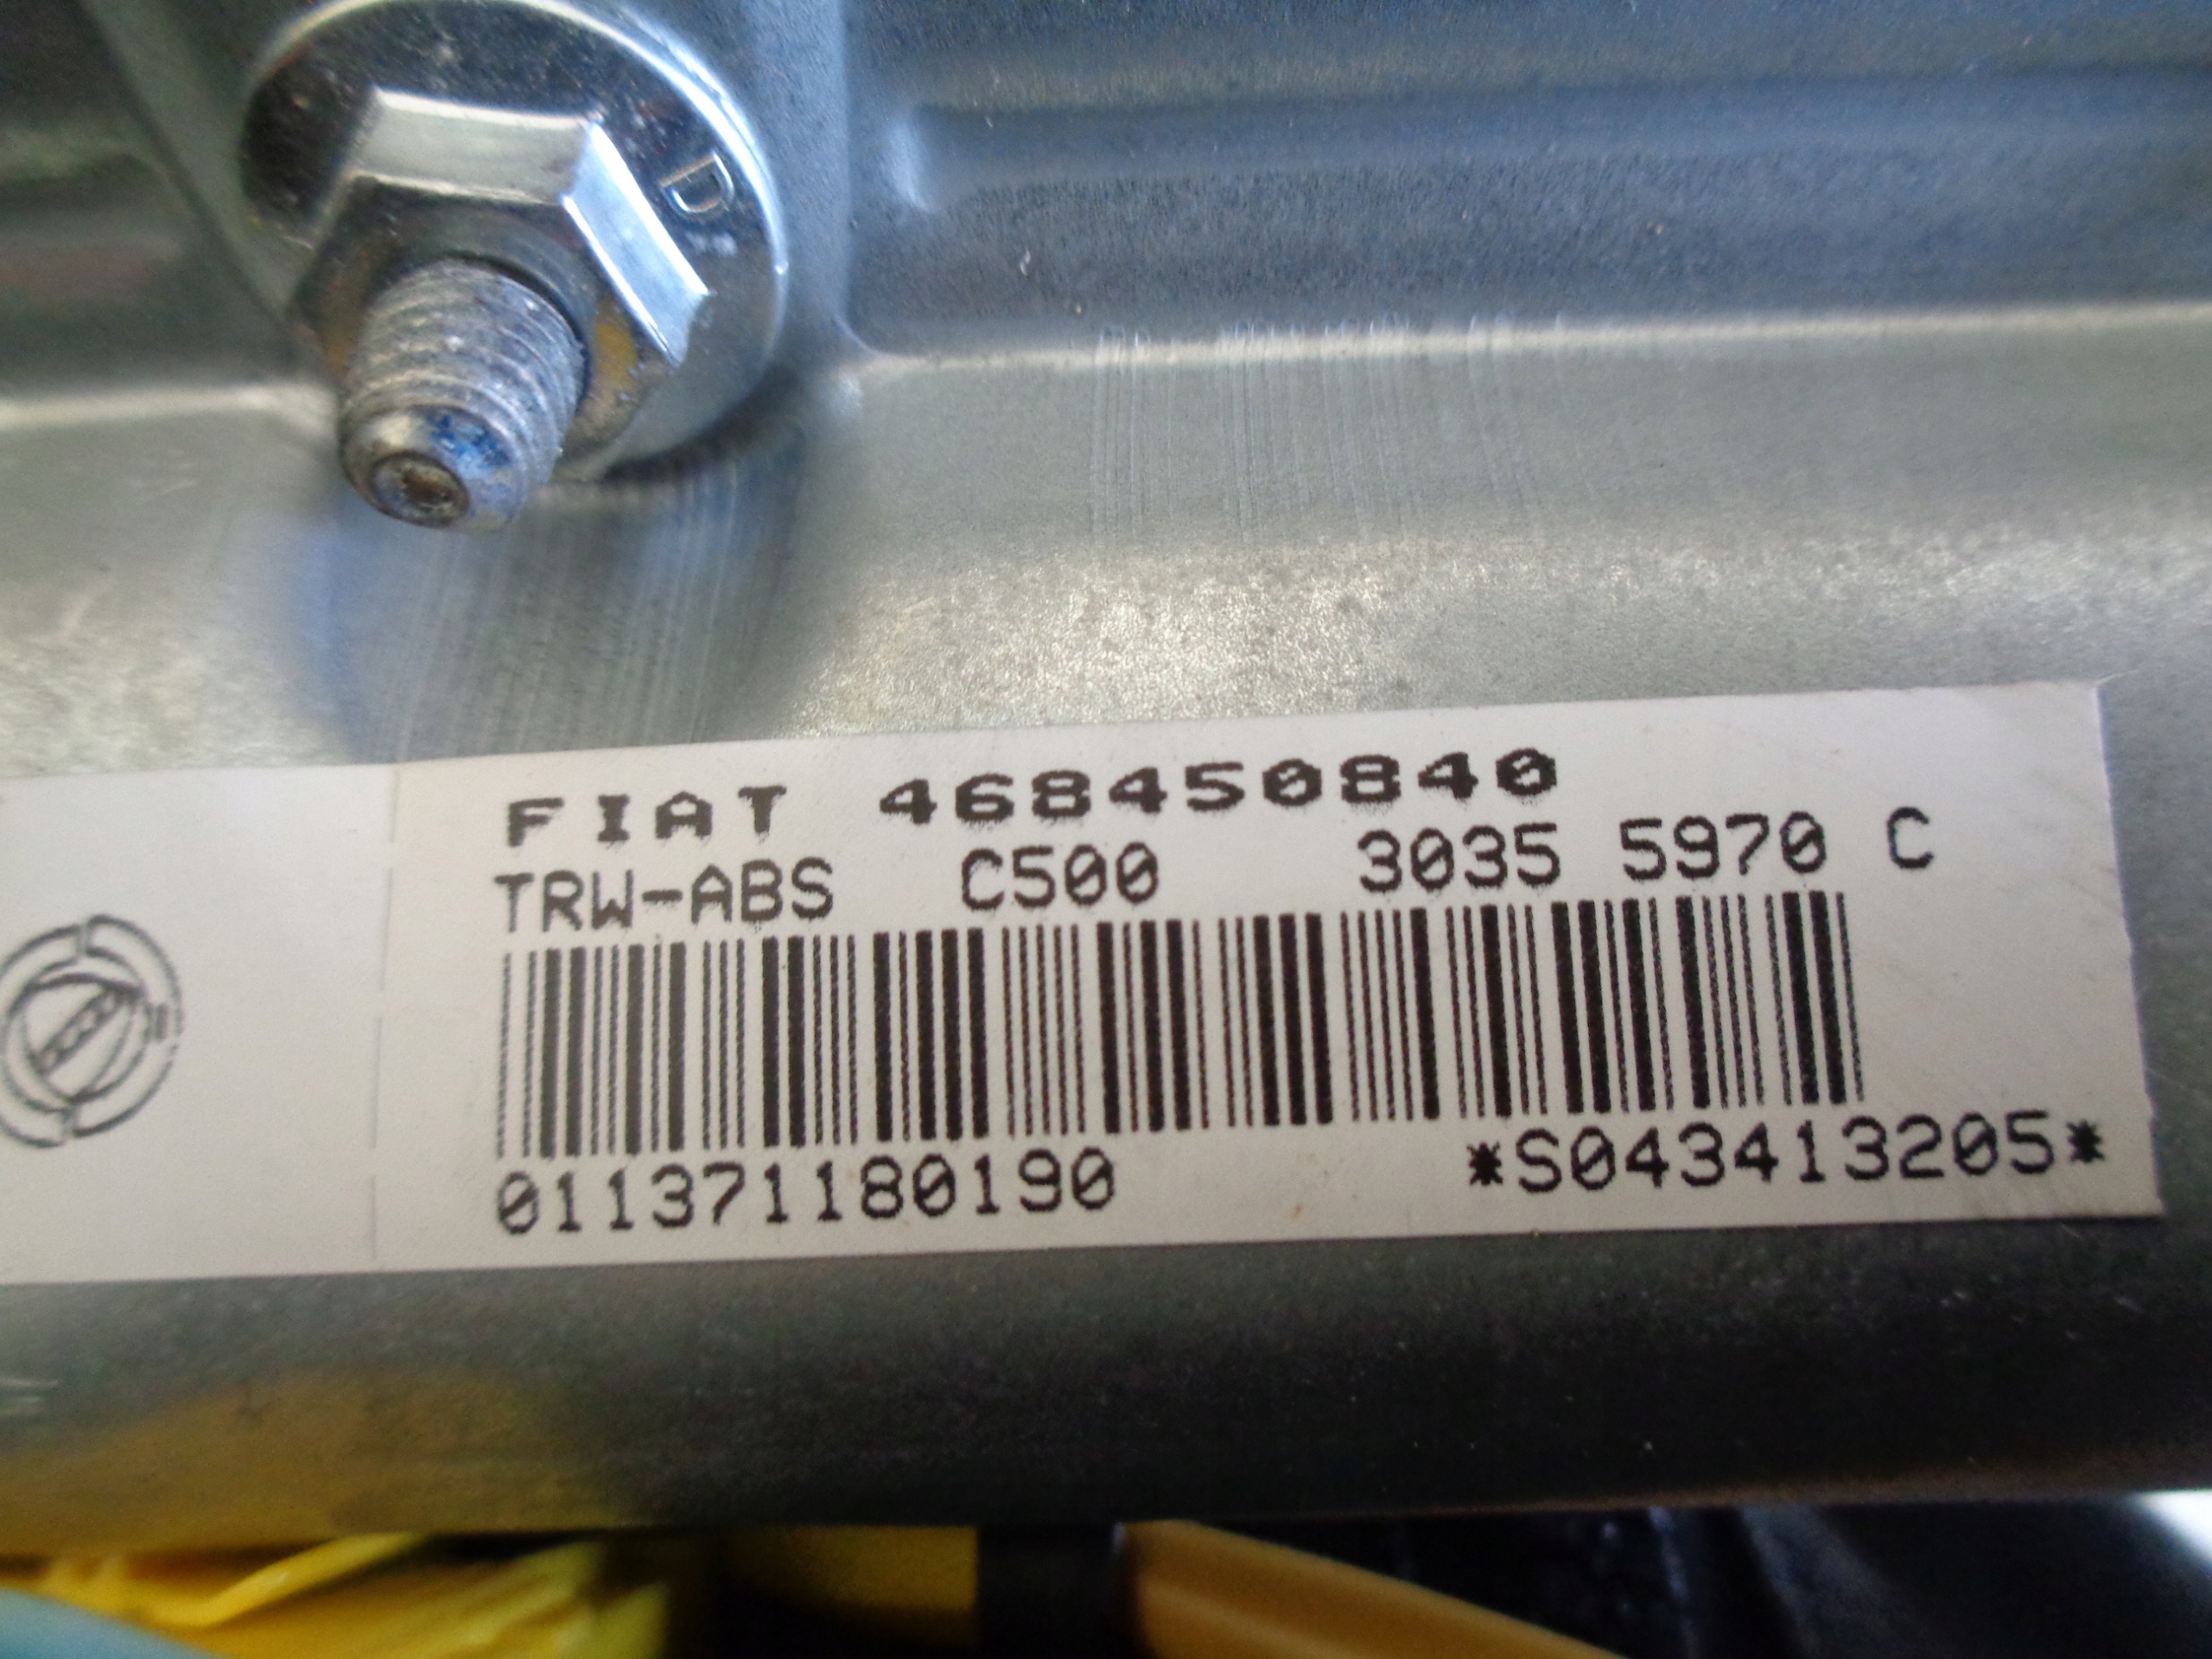 D
FIAT 468450840
TRW-ABS C500 3035 5970 C
011371180190 *S043413205*